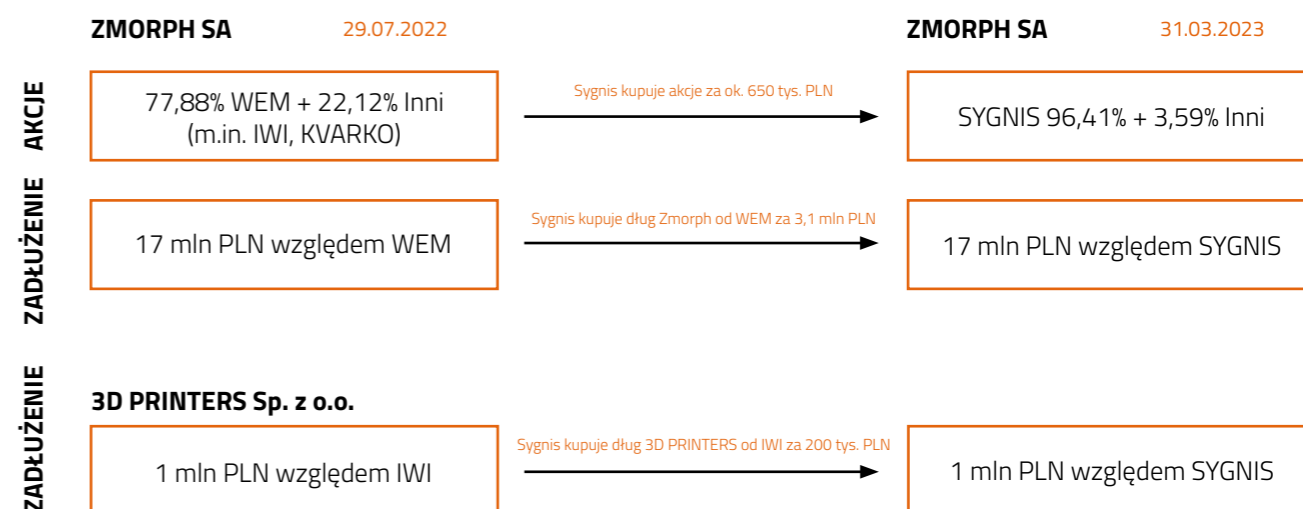 ZMORPH SA 29.07.2022
ZMORPH SA 31.03.2023
AKCJE
77,88% WEM + 22,12% Inni
(m.in. IWI, KVARKO)
Sygnis kupuje akcje za ok. 650 tys. PLN
SYGNIS 96,41% + 3,59% Inni
ZADŁUŻENIE
17 mln PLN względem WEM
Sygnis kupuje dług Zmorph od WEM za 3,1 mln PLN
17 mln PLN względem SYGNIS
ZADŁUŻENIE
3D PRINTERS Sp. z o.o.
1 mln PLN względem IWI
Sygnis kupuje dług 3D PRINTERS od IWI za 200 tys. PLN
1 mln PLN względem SYGNIS